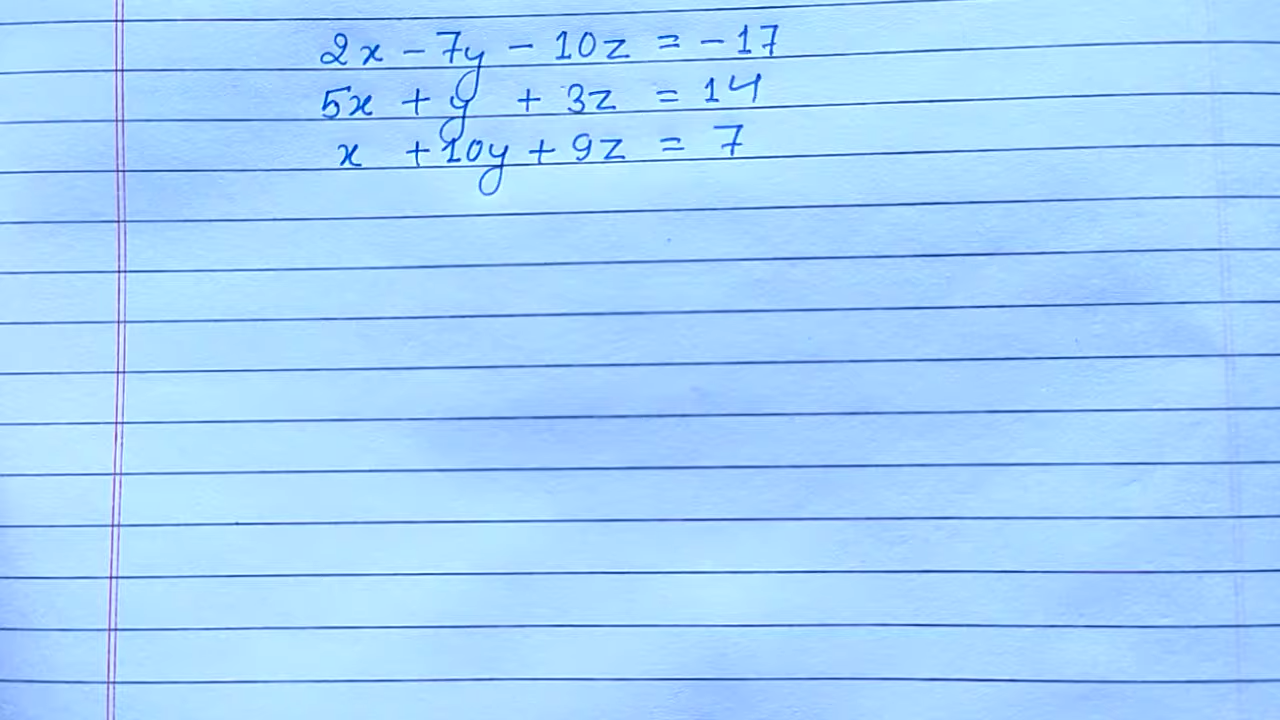 2x - 7y - 10z = -17
5x + y + 3z = 14
x + 10y + 9z = 7